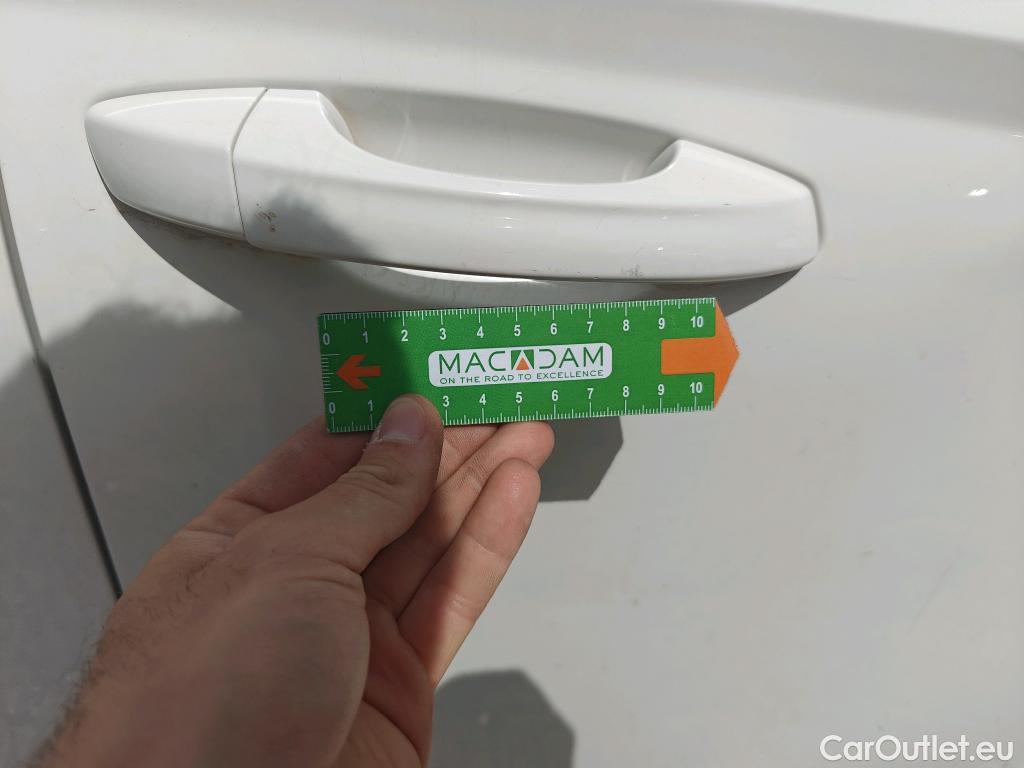 0 1 2 3 4 5 6 7 8 9 10
MACADAM
ON THE ROAD TO EXCELLENCE
0 1 3 4 5 6 7 8 9 10
CarOutlet.eu